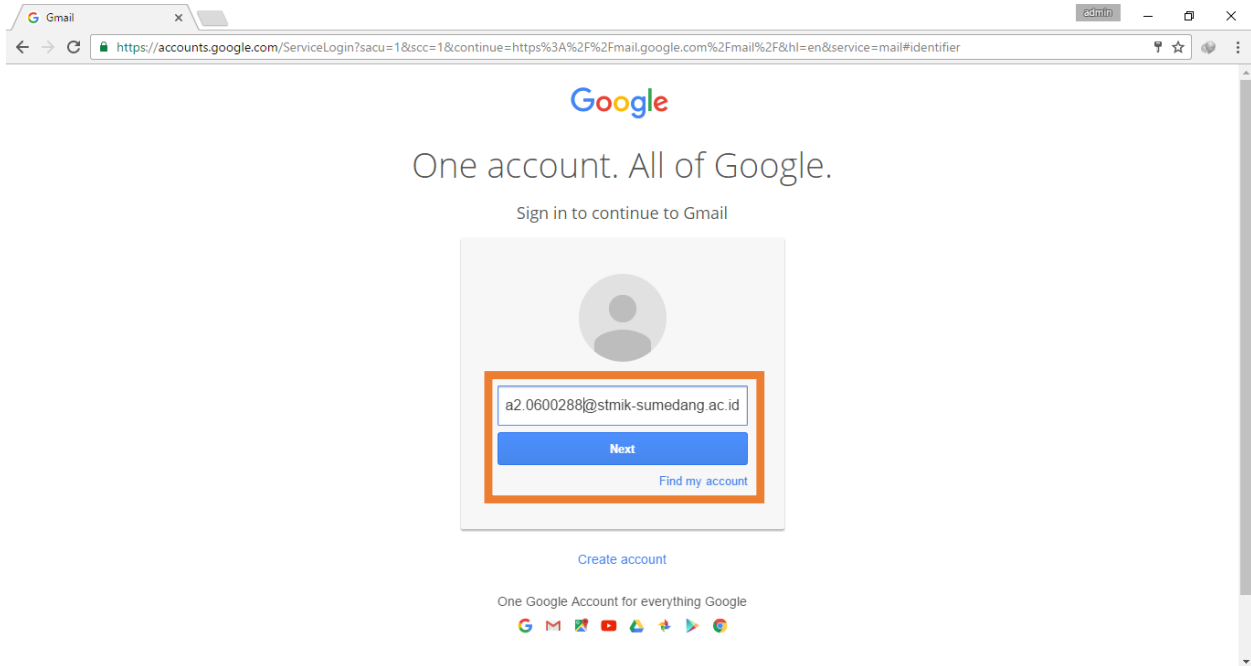 Gmail
admin
https://accounts.google.com/ServiceLogin?sacu=1&scc=1&continue=https%3A%2F%2Fmail.google.com%2Fmail%2F&hl=en&service=mail#identifier
Google
One account. All of Google.
Sign in to continue to Gmail
a2.0600288@stmik-sumedang.ac.id
Next
Find my account
Create account
One Google Account for everything Google